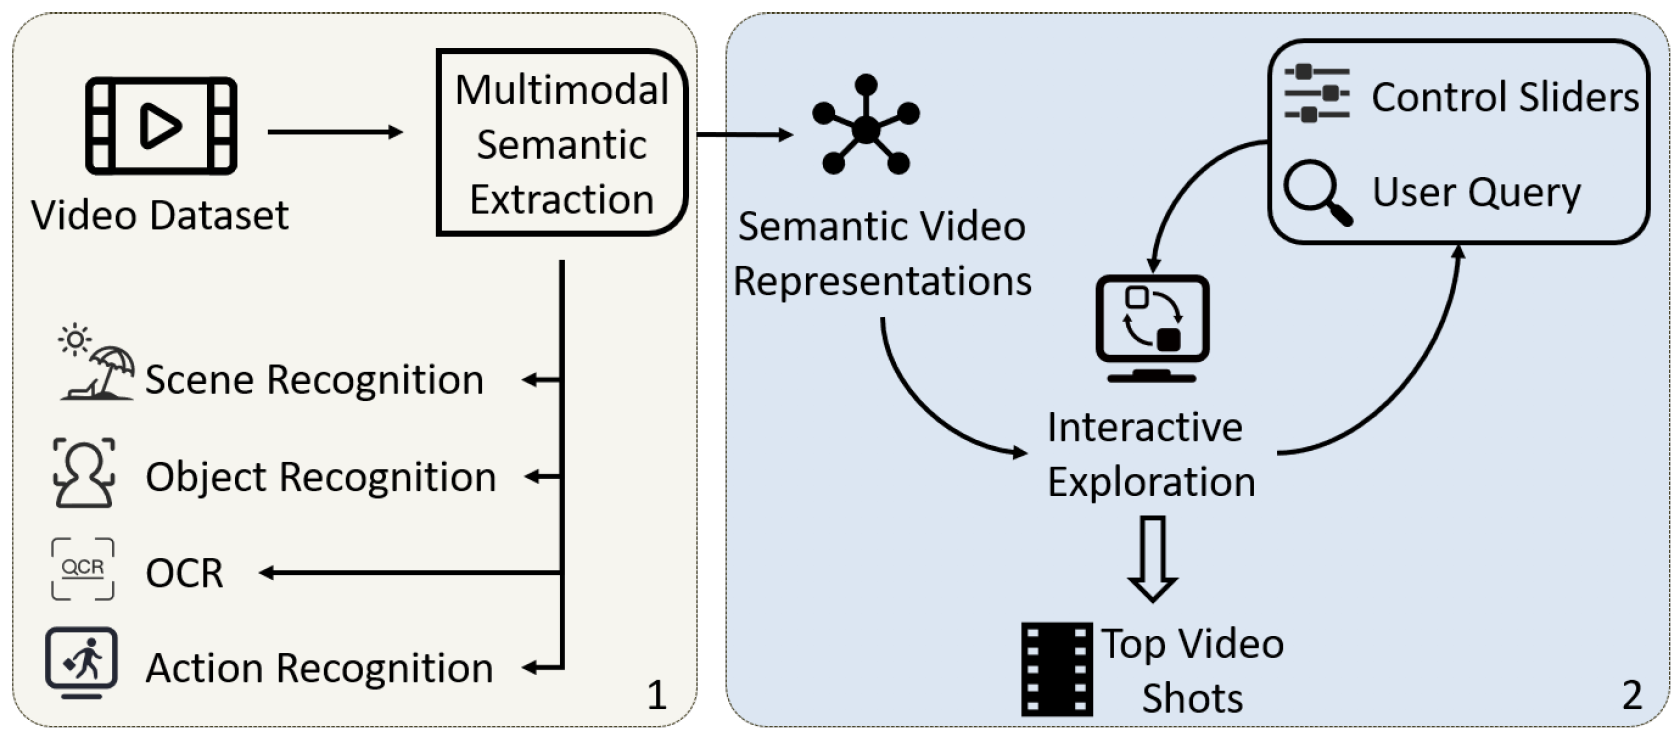 Video Dataset
Multimodal
Semantic
Extraction
Scene Recognition
Object Recognition
QCR
OCR
Action Recognition
1
Semantic Video
Representations
Control Sliders
User Query
Interactive
Exploration
Top Video
Shots
2